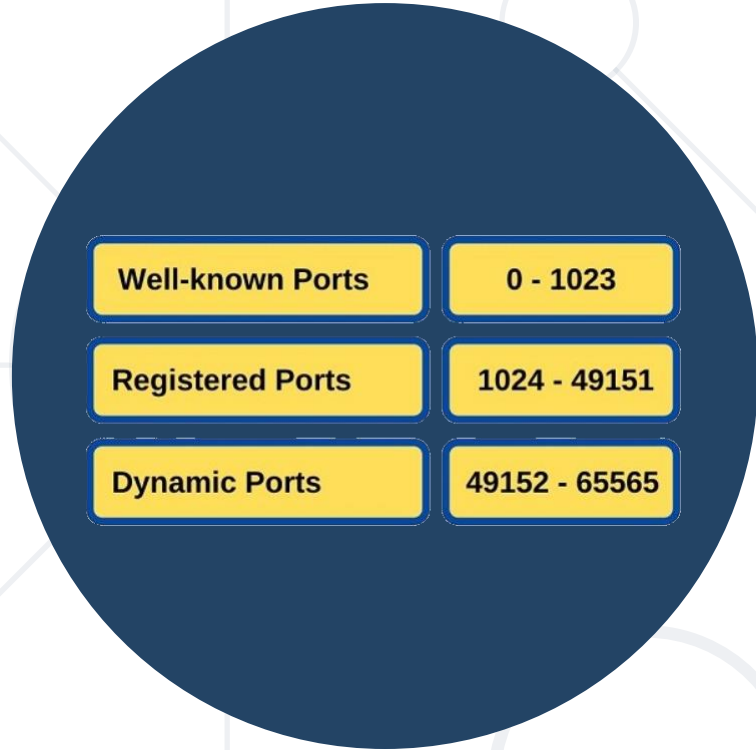 Well-known Ports 0 - 1023
Registered Ports 1024 - 49151
Dynamic Ports 49152 - 65565